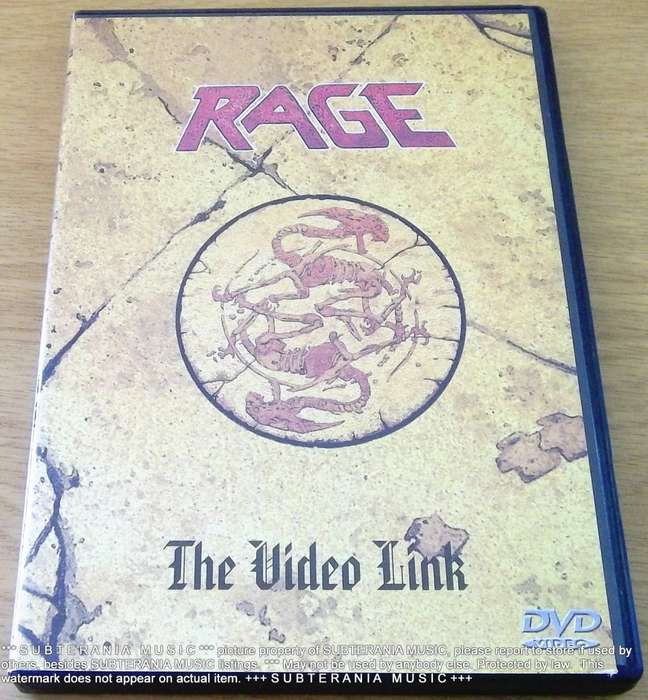 RAGE
The Video Link
DVD
VIDEO
*** S U B T E R A N I A M U S I C *** picture property of SUBTERANIA MUSIC, please report to store if used by
others, besides SUBTERANIA MUSIC listings. *** May not be used by anybody else. Protected by law. This
watermark does not appear on actual item. +++ S U B T E R A N I A M U S I C +++